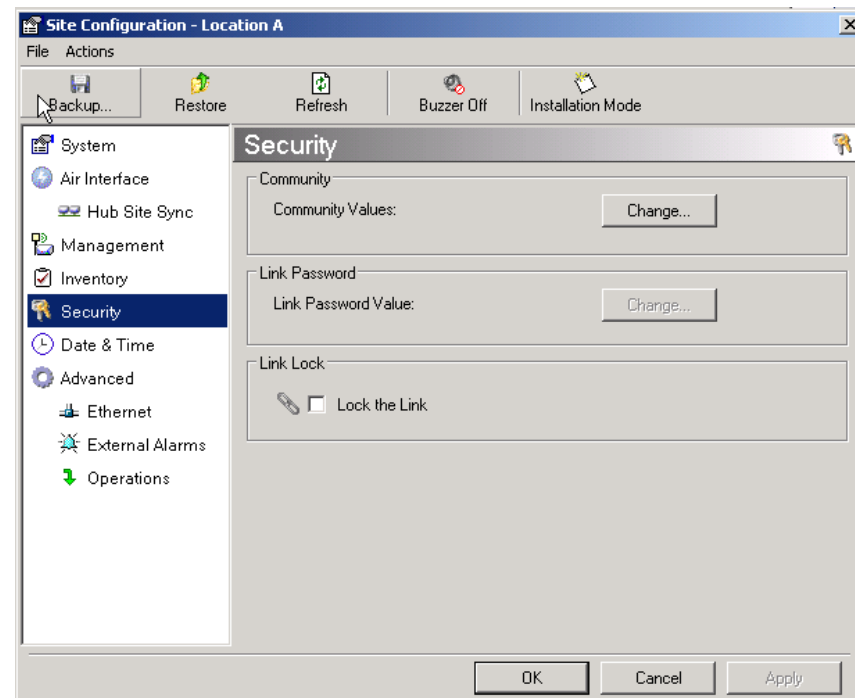 Site Configuration - Location A
File Actions
Backup... Restore Refresh Buzzer Off Installation Mode
System
Air Interface
Hub Site Sync
Management
Inventory
Security
Date & Time
Advanced
Ethernet
External Alarms
Operations
Security
Community
Community Values: Change...
Link Password
Link Password Value: Change...
Link Lock
Lock the Link
OK Cancel Apply